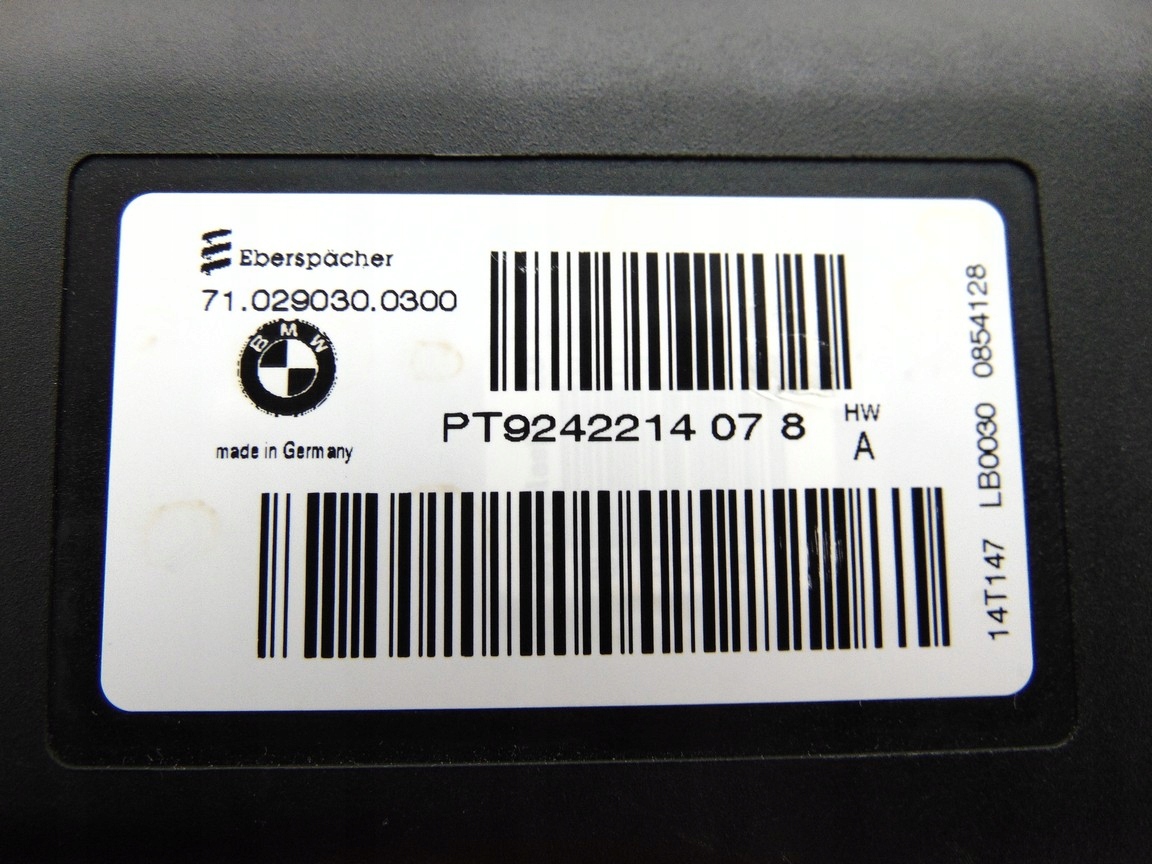 Eberspächer
71.029030.0300
BMW
made in Germany
PT9242214 07 8
HW
A
14T147 LB0030 0854128